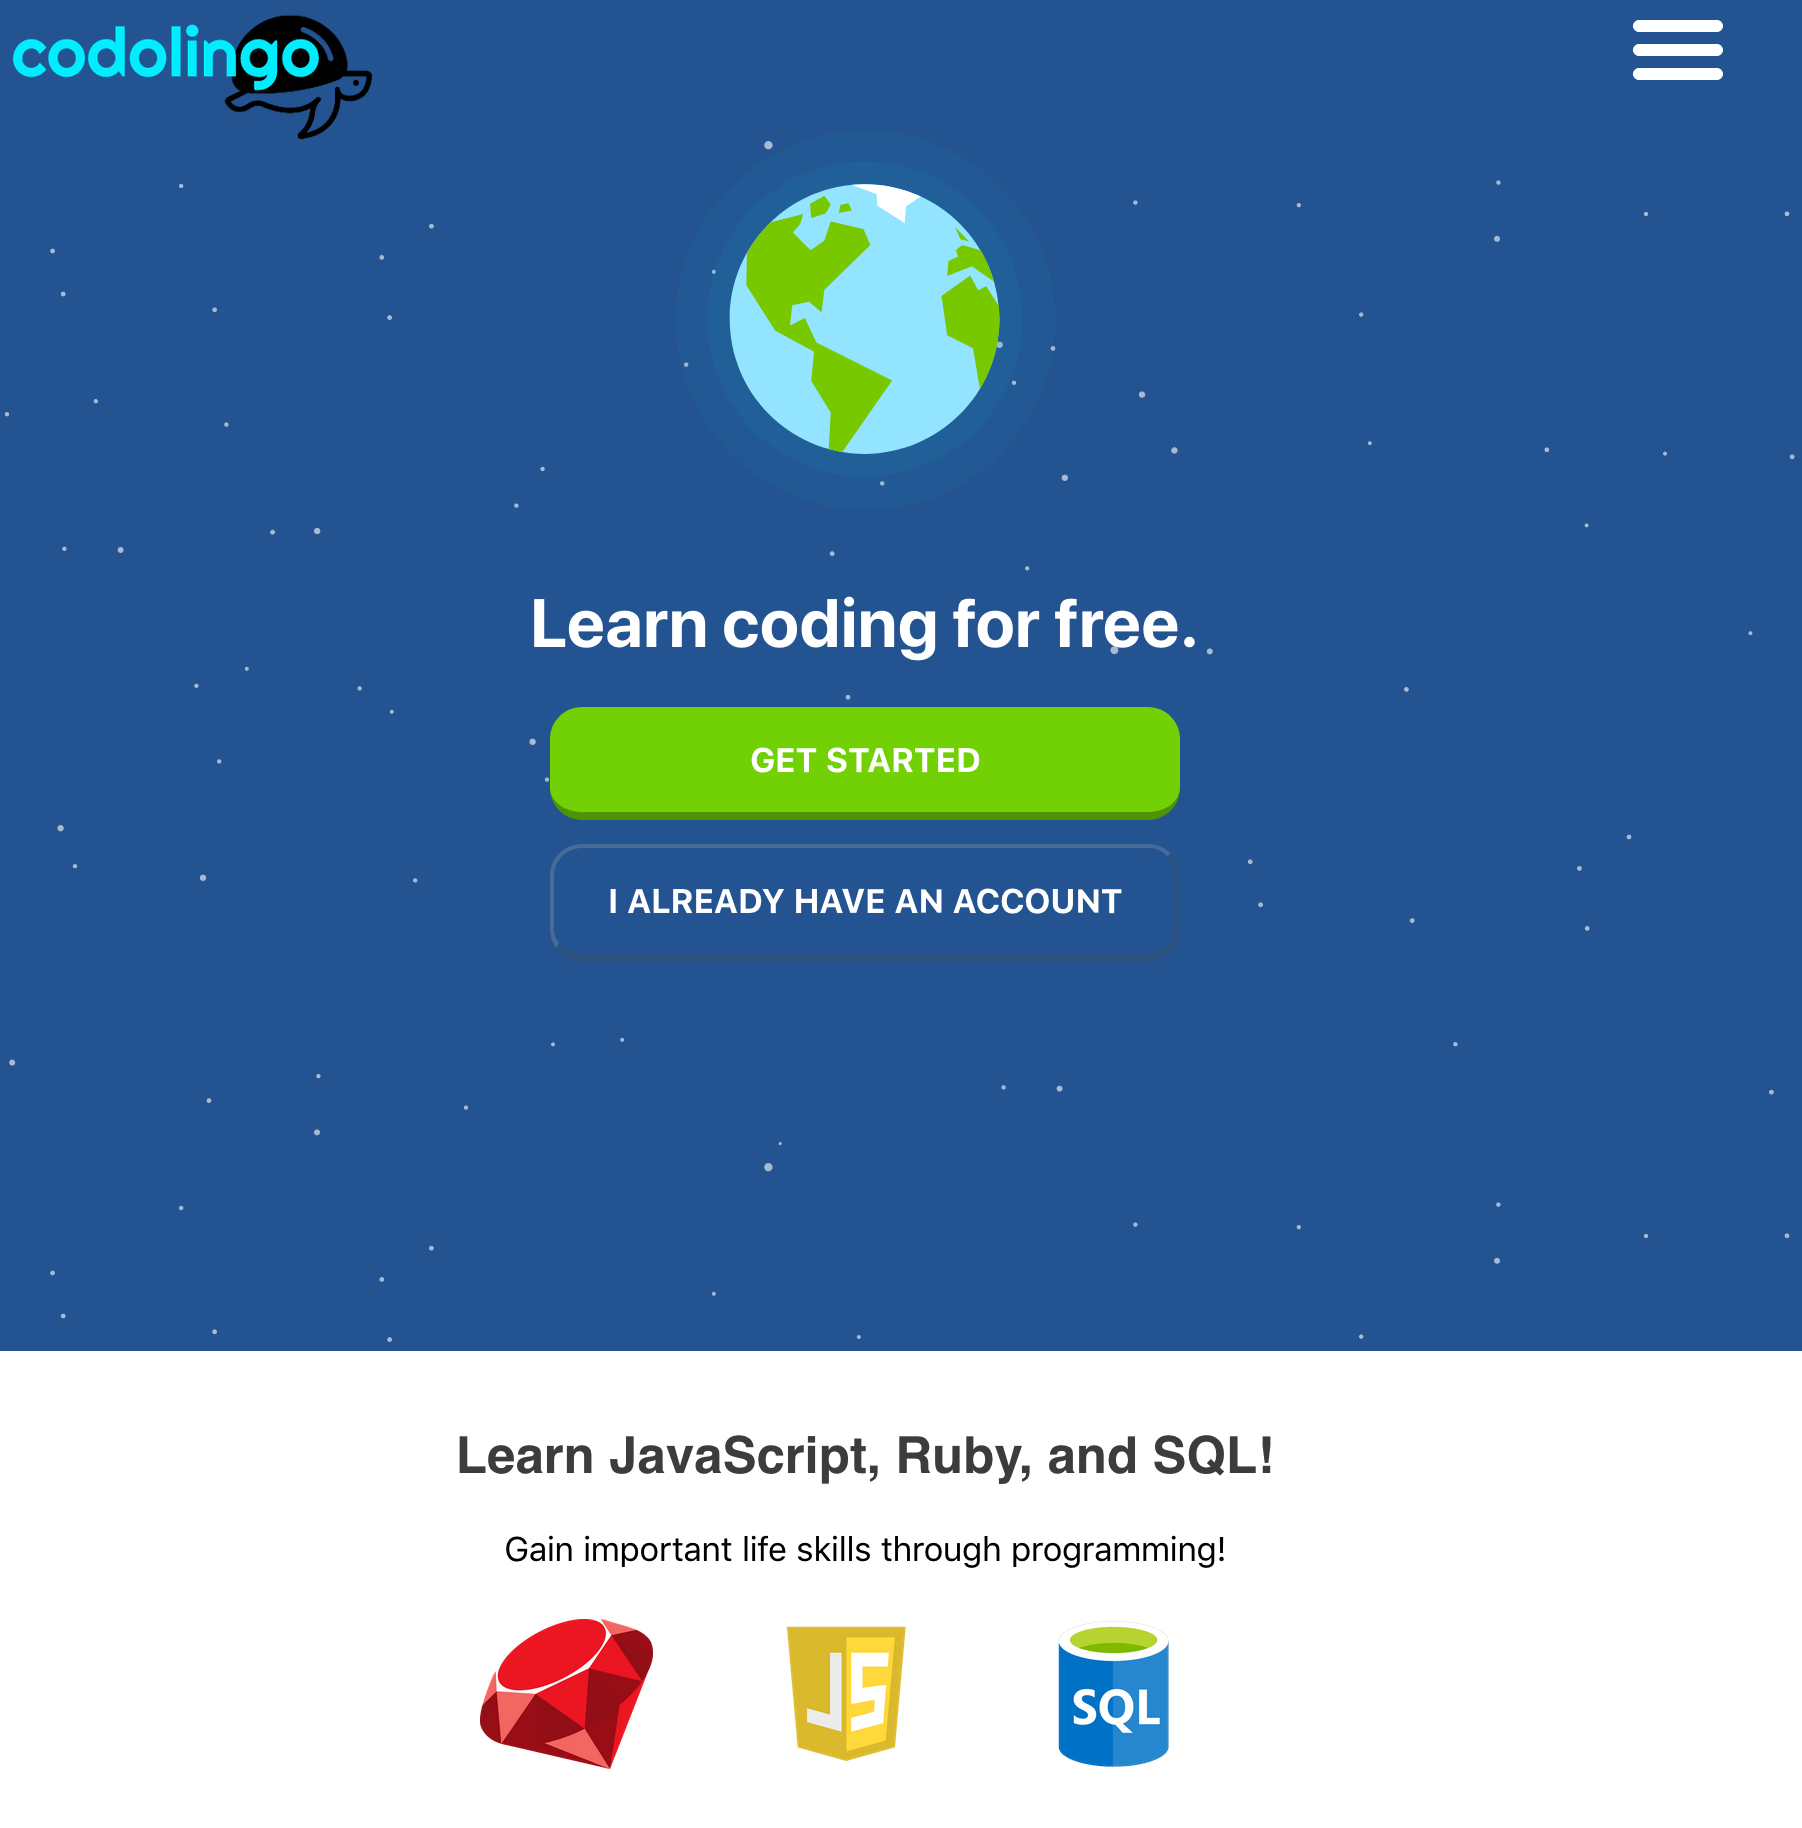 codolingo
Learn coding for free.
GET STARTED
I ALREADY HAVE AN ACCOUNT
Learn JavaScript, Ruby, and SQL!
Gain important life skills through programming!
JS
SQL